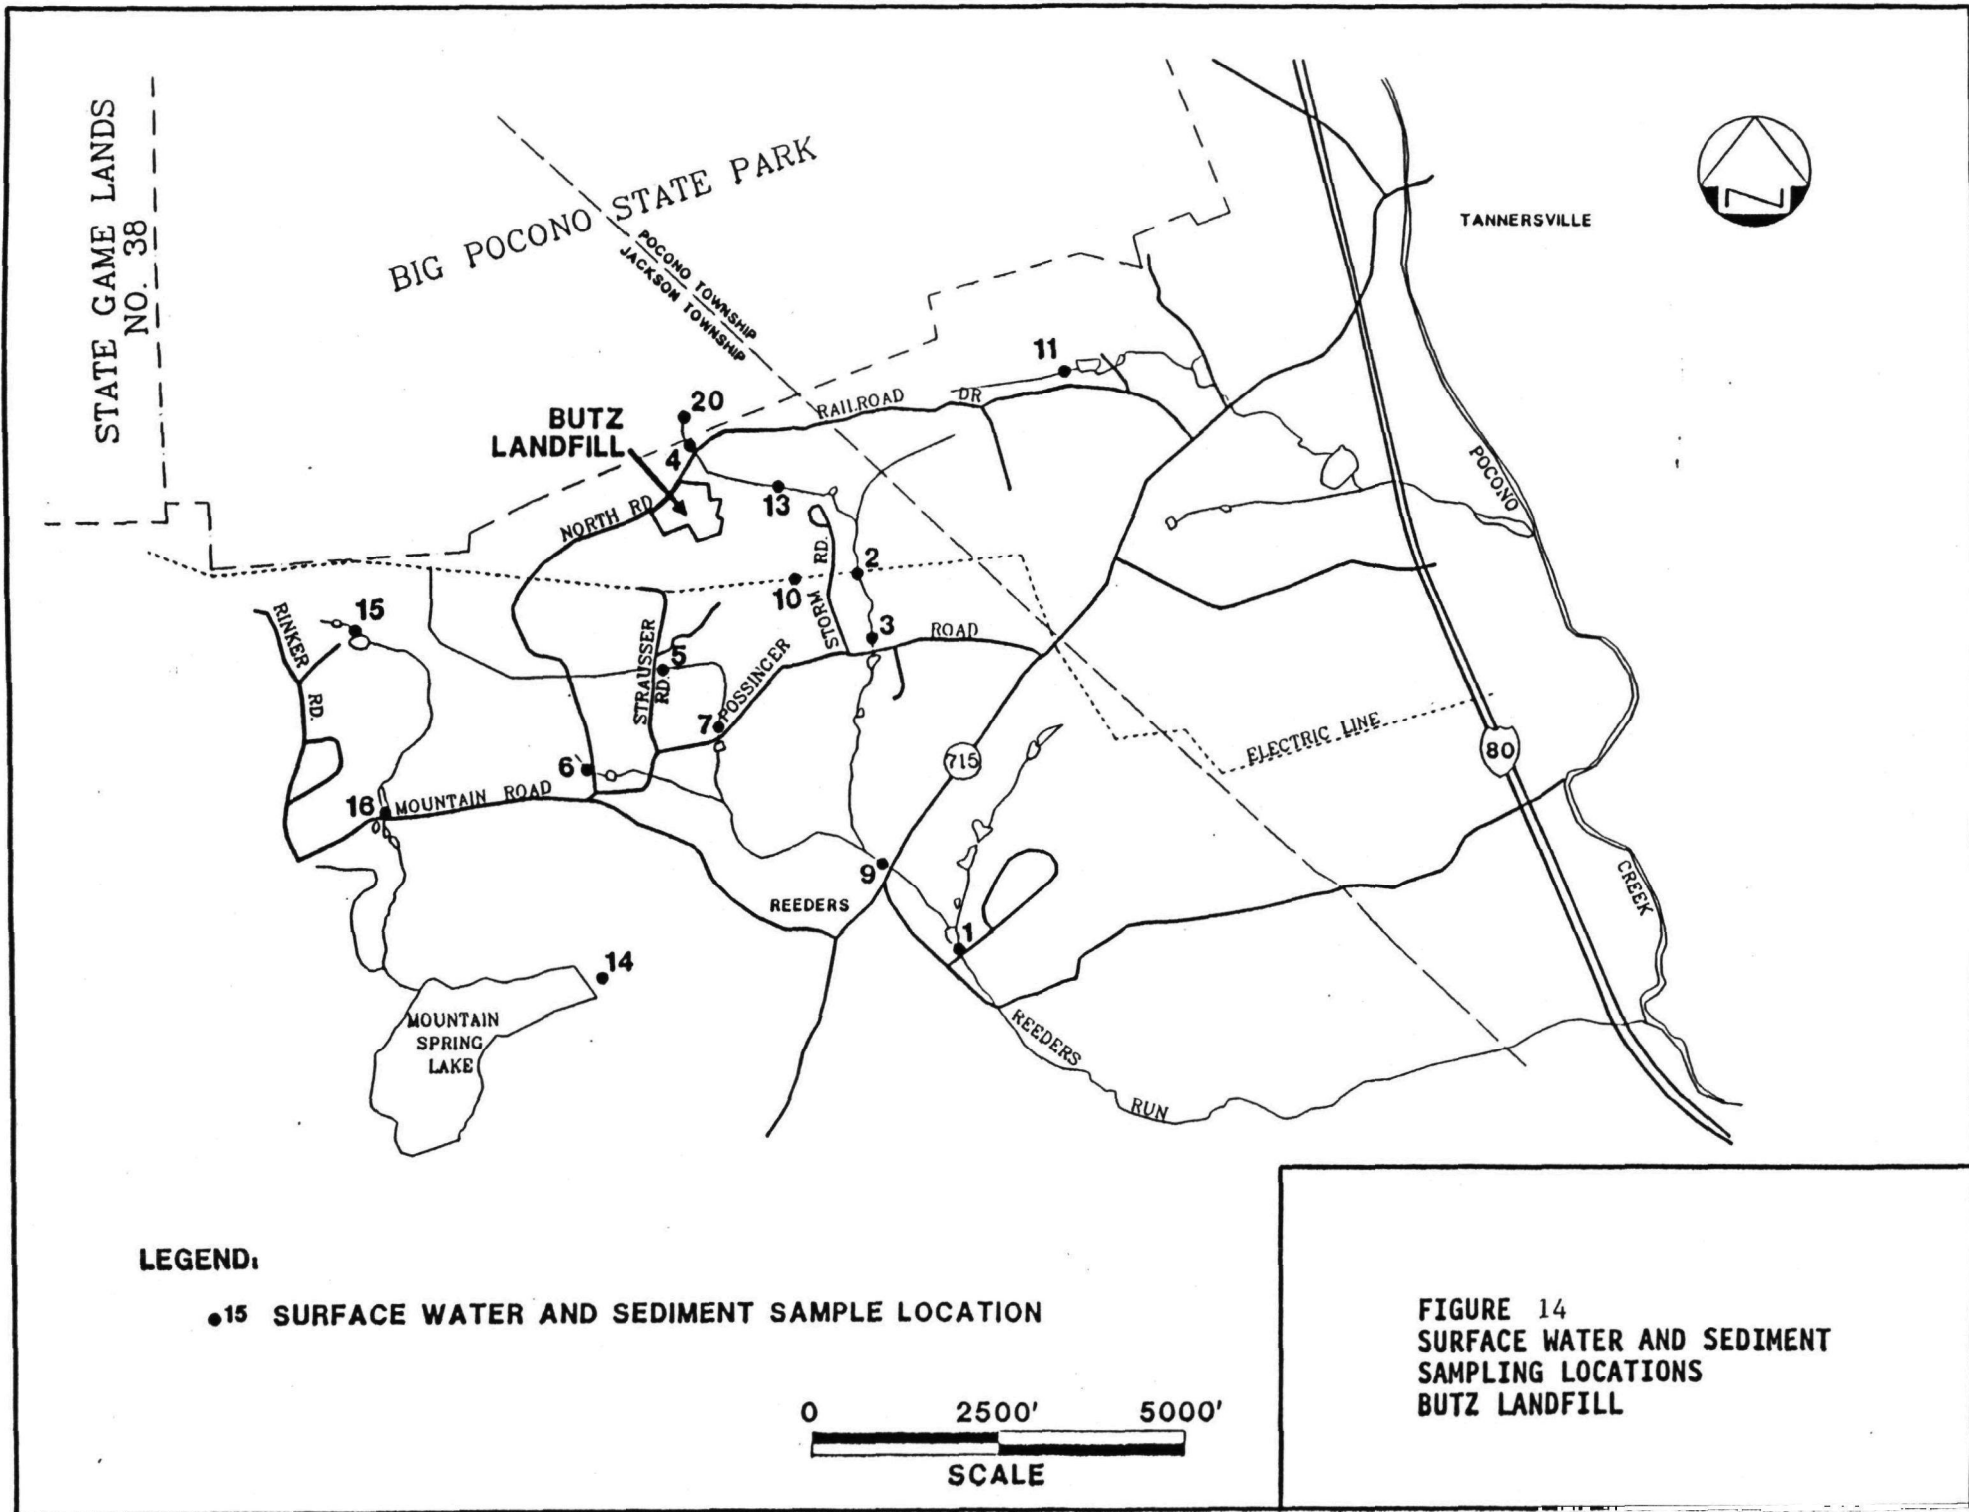 STATE GAME LANDS
NO. 38
BIG POCONO STATE PARK
POCONO TOWNSHIP
JACKSON TOWNSHIP
N
TANNERSVILLE
11
RAILROAD DR
20
BUTZ
LANDFILL
4
13
NORTH RD
POCONO
2
RD.
10
STORM
3
ROAD
15
RINKER
RD.
STRAUSSER
RD.
5
POSSINGER
7
6
715
ELECTRIC LINE
80
16
MOUNTAIN ROAD
9
REEDERS
CREEK
1
14
MOUNTAIN
SPRING
LAKE
REEDERS
RUN
LEGEND:
15 SURFACE WATER AND SEDIMENT SAMPLE LOCATION
0 2500' 5000'
SCALE
FIGURE 14
SURFACE WATER AND SEDIMENT
SAMPLING LOCATIONS
BUTZ LANDFILL